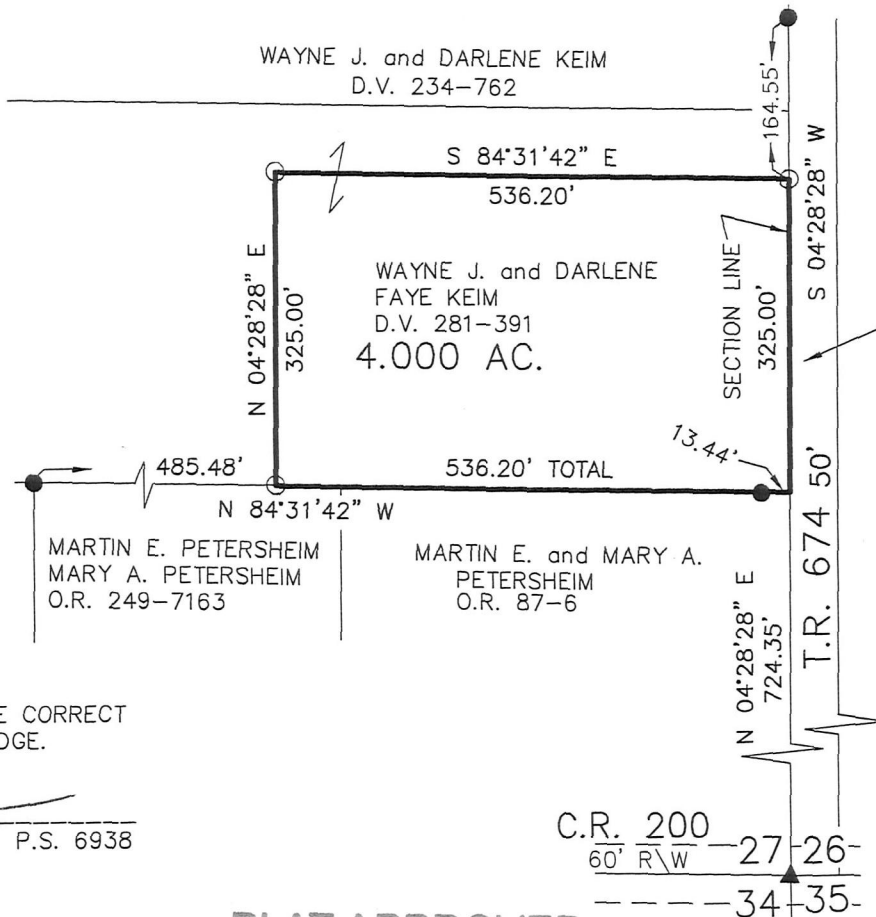 WAYNE J. and DARLENE KEIM
D.V. 234-762
164.55'
S 84°31'42" E
536.20'
S 04°28'28" W
N 04°28'28" E
325.00'
WAYNE J. and DARLENE
FAYE KEIM
D.V. 281-391
4.000 AC.
SECTION LINE
325.00'
13.44'
485.48'
536.20' TOTAL
N 84°31'42" W
MARTIN E. PETERSHEIM
MARY A. PETERSHEIM
O.R. 249-7163
MARTIN E. and MARY A.
PETERSHEIM
O.R. 87-6
T.R. 674 50'
N 04°28'28" E
724.35'
E CORRECT
DGE.
P.S. 6938
C.R. 200
60' R\W
27 26
34 35
PLAT APPROVED